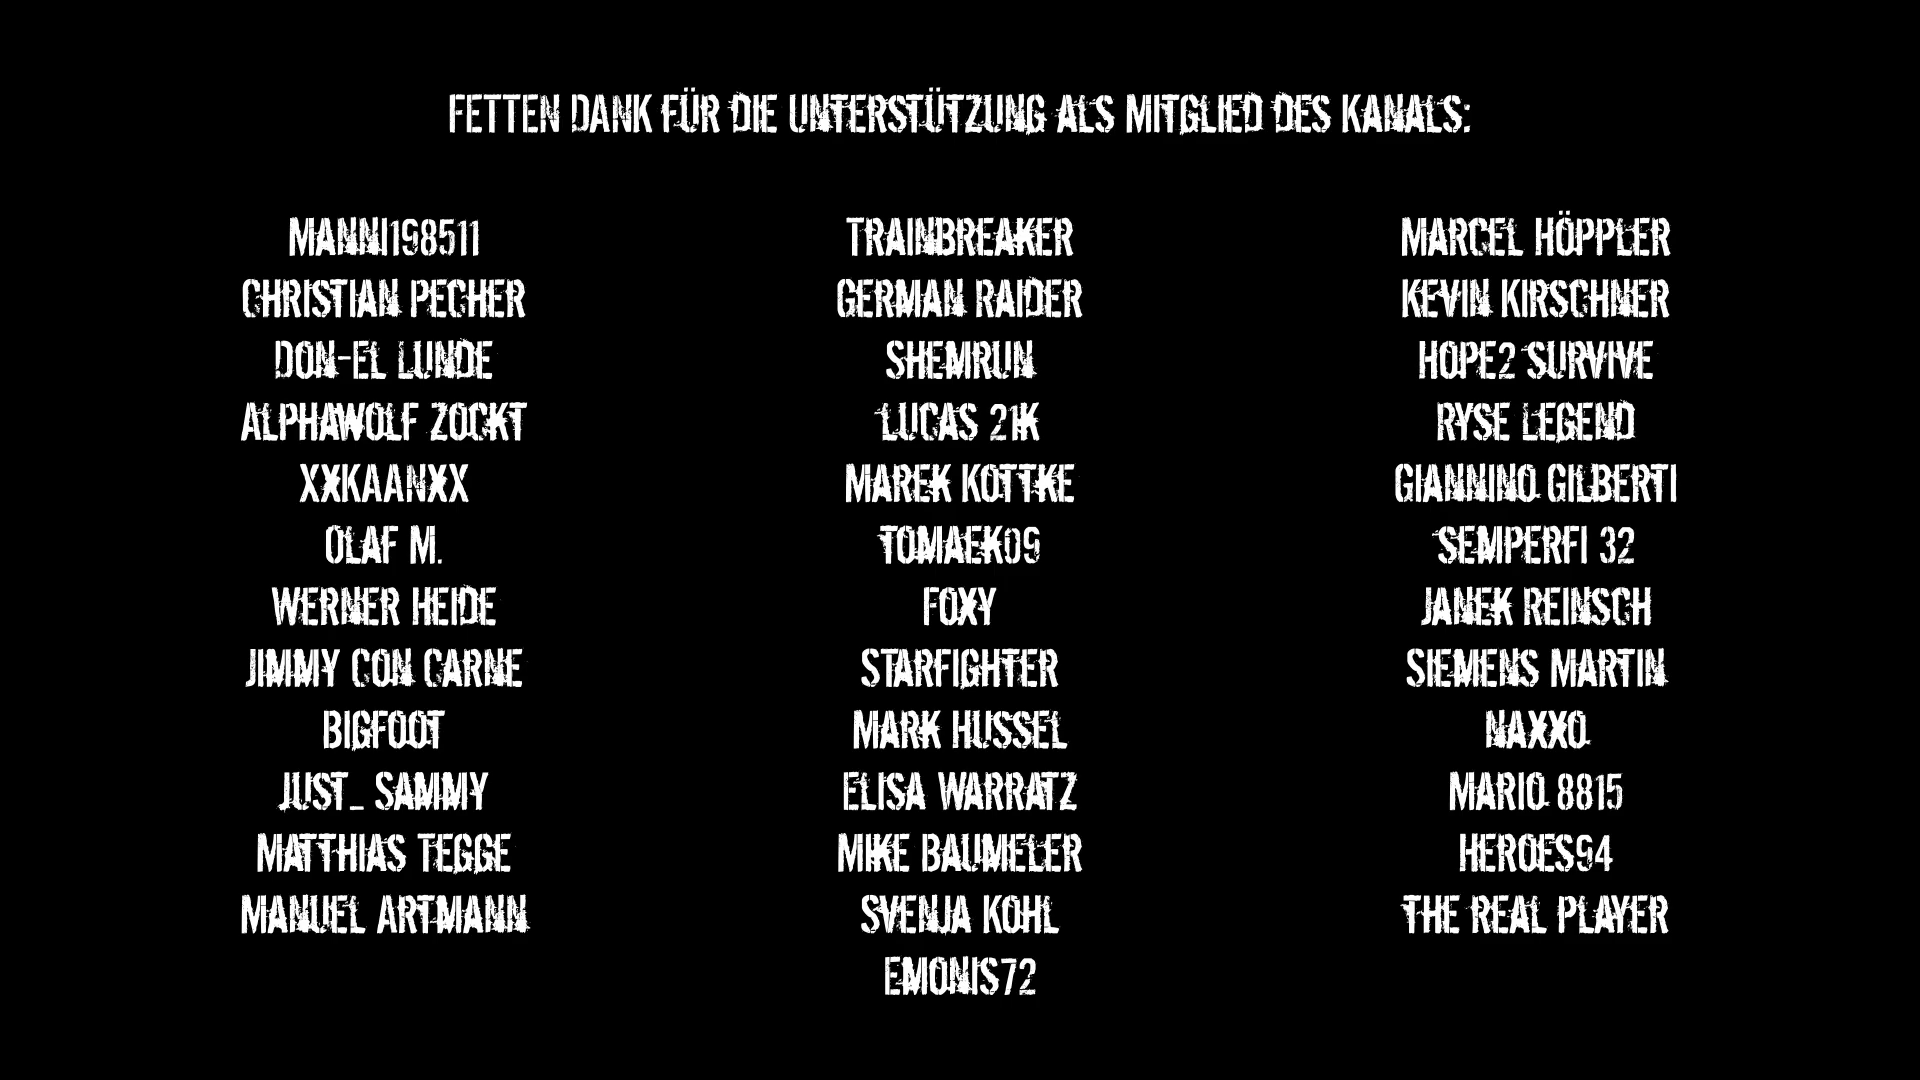 FETTEN DANK FÜR DIE UNTERSTÜTZUNG ALS MITGLIED DES KANALS:
MANNI198511
CHRISTIAN PECHER
DON-EL LUNDE
ALPHAWOLF ZOCKT
XXKAANXX
OLAF M.
WERNER HEIDE
JIMMY CON CARNE
BIGFOOT
JUST_ SAMMY
MATTHIAS TEGGE
MANUEL ARTMANN
TRAINBREAKER
GERMAN RAIDER
SHEMRUN
LUCAS 21K
MAREK KOTTKE
TOMAEK09
FOXY
STARFIGHTER
MARK HUSSEL
ELISA WARRATZ
MIKE BAUMELER
SVENJA KOHL
EMONIS72
MARCEL HÖPPLER
KEVIN KIRSCHNER
HOPE2 SURVIVE
RYSE LEGEND
GIANNINO GILBERTI
SEMPERFI 32
JANEK REINSCH
SIEMENS MARTIN
NAXXO
MARIO 8815
HEROES94
THE REAL PLAYER